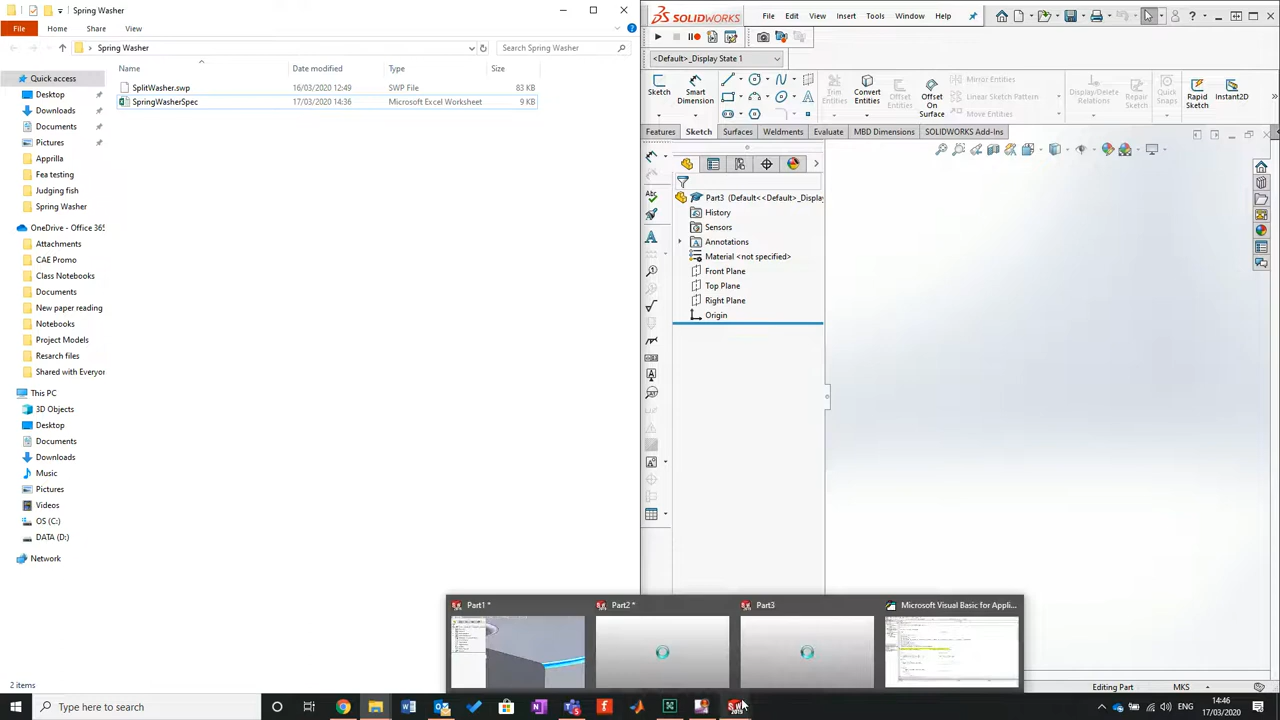 Spring Washer
File
Home
Share
View
Spring Washer
Search Spring Washer
Name
Date modified
Type
Size
SplitWasher.swp
16/03/2020 12:49
SWP File
83 KB
SpringWasherSpec
17/03/2020 14:36
Microsoft Excel Worksheet
9 KB
Quick access
Desktop
Downloads
Documents
Pictures
Apprilla
Fea testing
Judging fish
Spring Washer
OneDrive - Office 365
Attachments
CAE Promo
Class Notebooks
Documents
New paper reading
Notebooks
Project Models
Resarch files
Shared with Everyor
This PC
3D Objects
Desktop
Documents
Downloads
Music
Pictures
Videos
OS (C:)
DATA (D:)
Network
2 items
SOLIDWORKS
File
Edit
View
Insert
Tools
Window
Help
<Default>_Display State 1
Sketch
Smart
Dimension
Trim
Entities
Convert
Entities
Offset
On
Surface
Mirror Entities
Linear Sketch Pattern
Move Entities
Display/Delete
Relations
Repair
Sketch
Quick
Snaps
Rapid
Sketch
Instant2D
Features
Sketch
Surfaces
Weldments
Evaluate
MBD Dimensions
SOLIDWORKS Add-Ins
Part3 (Default<<Default>_Display
History
Sensors
Annotations
Material <not specified>
Front Plane
Top Plane
Right Plane
Origin
Part1 *
Part2 *
Part3
Microsoft Visual Basic for Appli...
Editing Part
MKS
Type here to search
ENG
14:46
17/03/2020